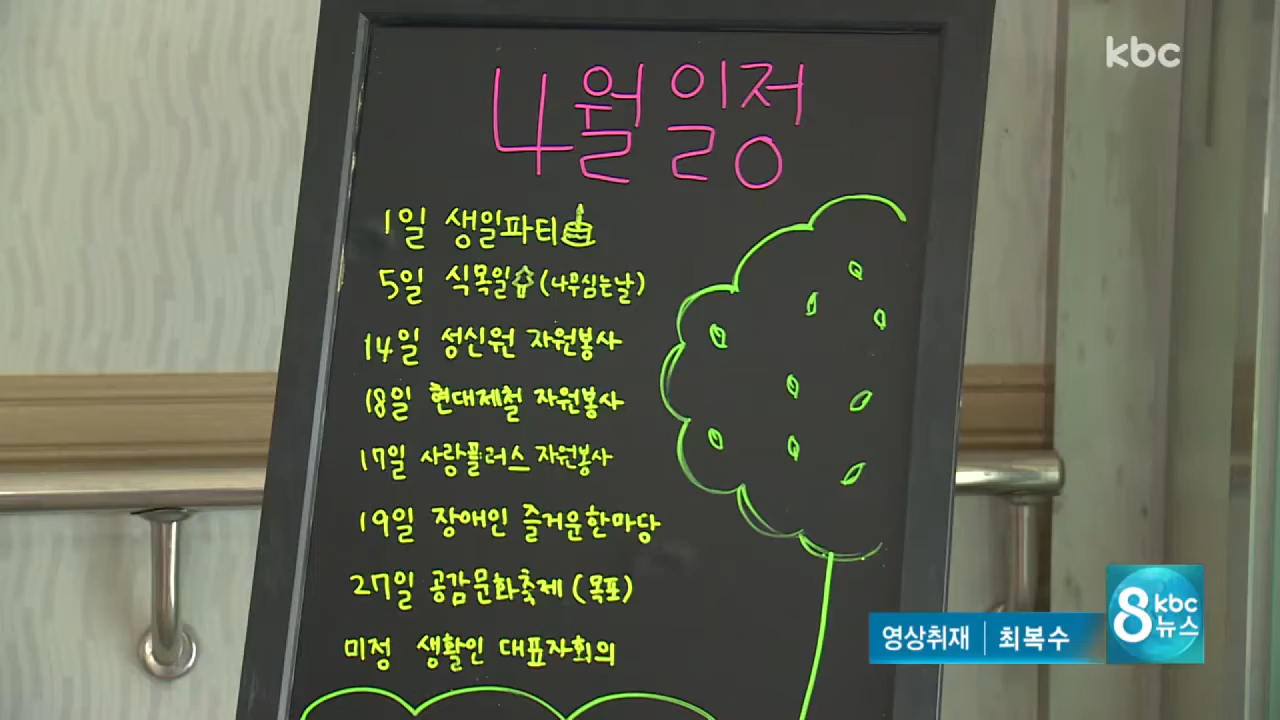 kbc
4월 일정
1일 생일파티
5일 식목일 (나무심는날)
14일 성신원 자원봉사
18일 현대제철 자원봉사
17일 사랑플러스 자원봉사
19일 장애인 즐거운한마당
27일 공감문화축제 (목포)
미정 생활인 대표자회의
영상취재 최복수
8 kbc 뉴스